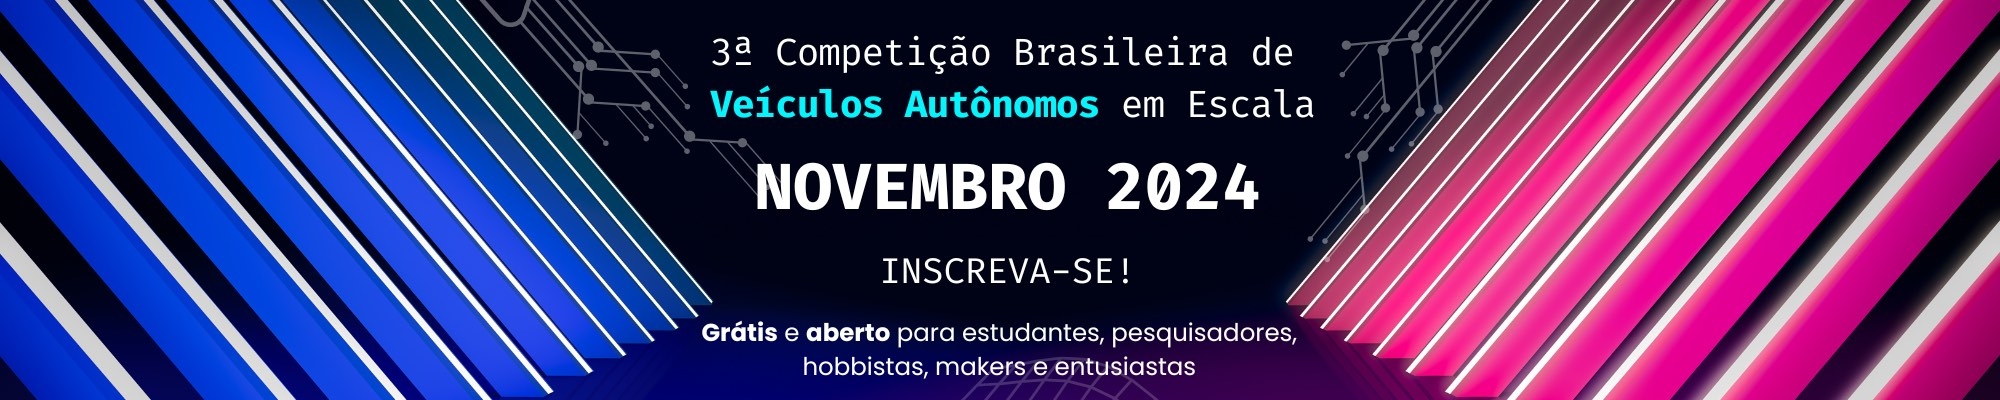 3ª Competição Brasileira de
Veículos Autônomos em Escala
NOVEMBRO 2024
INSCREVA-SE!
Grátis e aberto para estudantes, pesquisadores,
hobbistas, makers e entusiastas